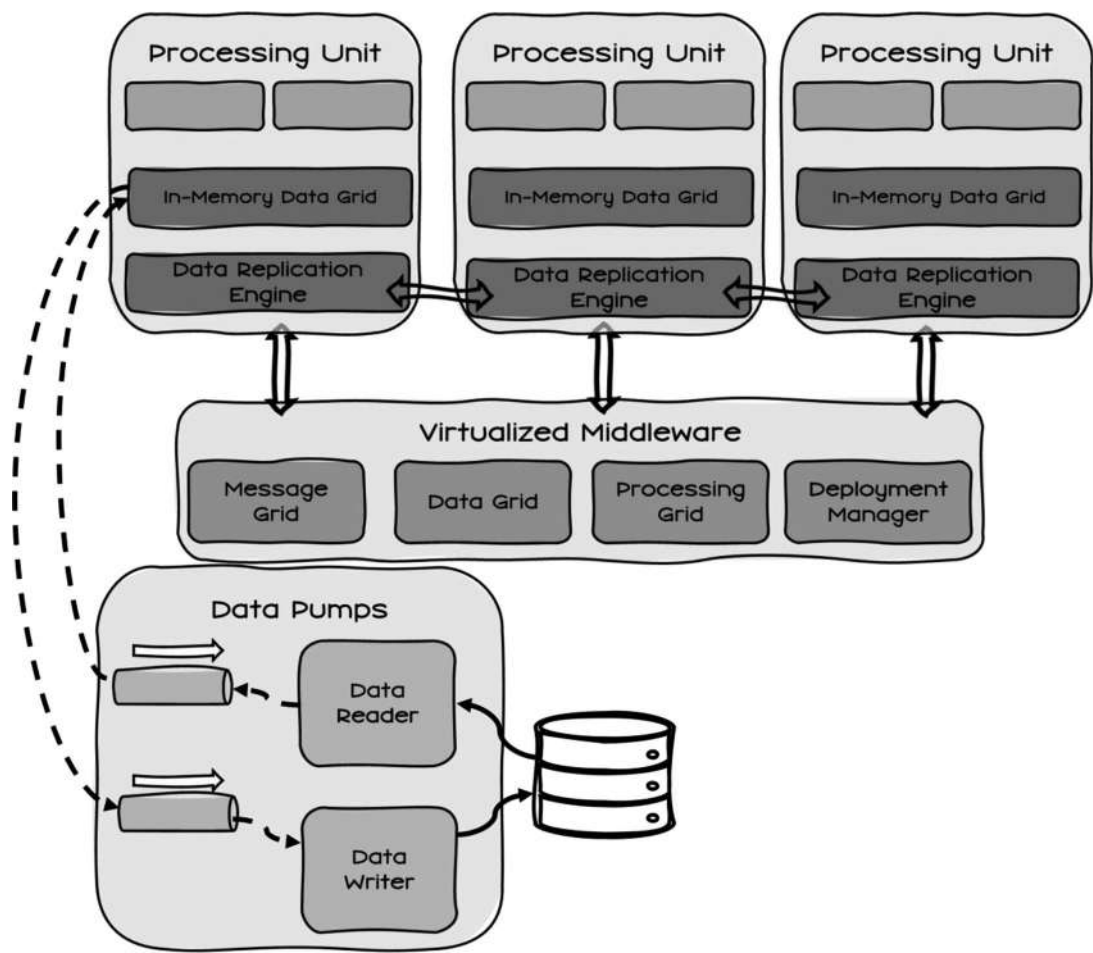 Processing Unit
Processing Unit
Processing Unit
In-Memory Data Grid
In-Memory Data Grid
In-Memory Data Grid
Data Replication
Engine
Data Replication
Engine
Data Replication
Engine
Virtualized Middleware
Message
Grid
Data Grid
Processing
Grid
Deployment
Manager
Data Pumps
Data
Reader
Data
Writer